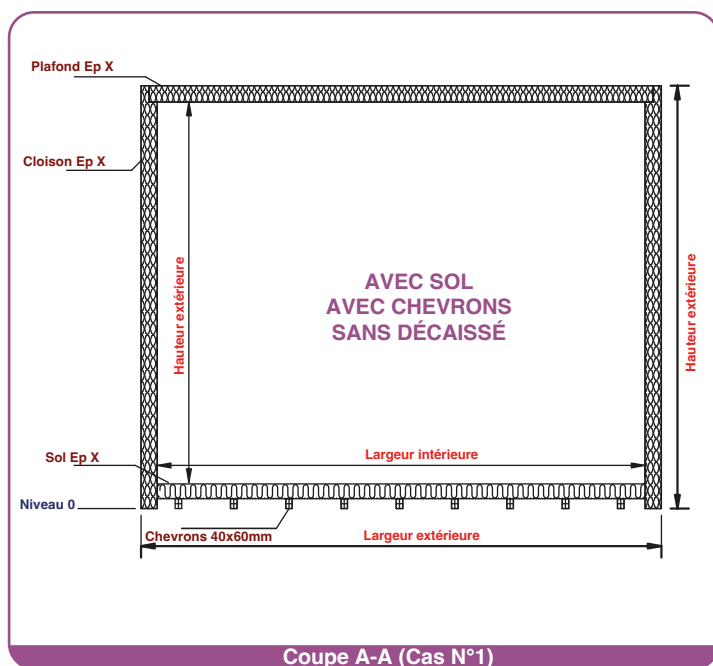 Plafond Ep X
Cloison Ep X
Hauteur extérieure
AVEC SOL
AVEC CHEVRONS
SANS DÉCAISSÉ
Hauteur extérieure
Sol Ep X
Largeur intérieure
Niveau 0
Chevrons 40x60mm
Largeur extérieure
Coupe A-A (Cas N°1)